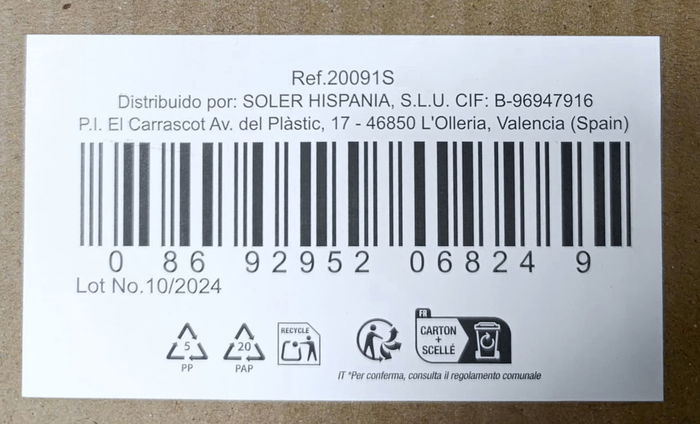 Ref.20091S
Distribuido por: SOLER HISPANIA, S.L.U. CIF: B-96947916
P.I. El Carrascot Av. del Plàstic, 17 - 46850 L'Olleria, Valencia (Spain)
0 86 92952 06824 9
Lot No.10/2024
5
PP
20
PAP
RECYCLE
FR
CARTON
+
SCELLÉ
IT *Per conferma, consulta il regolamento comunale